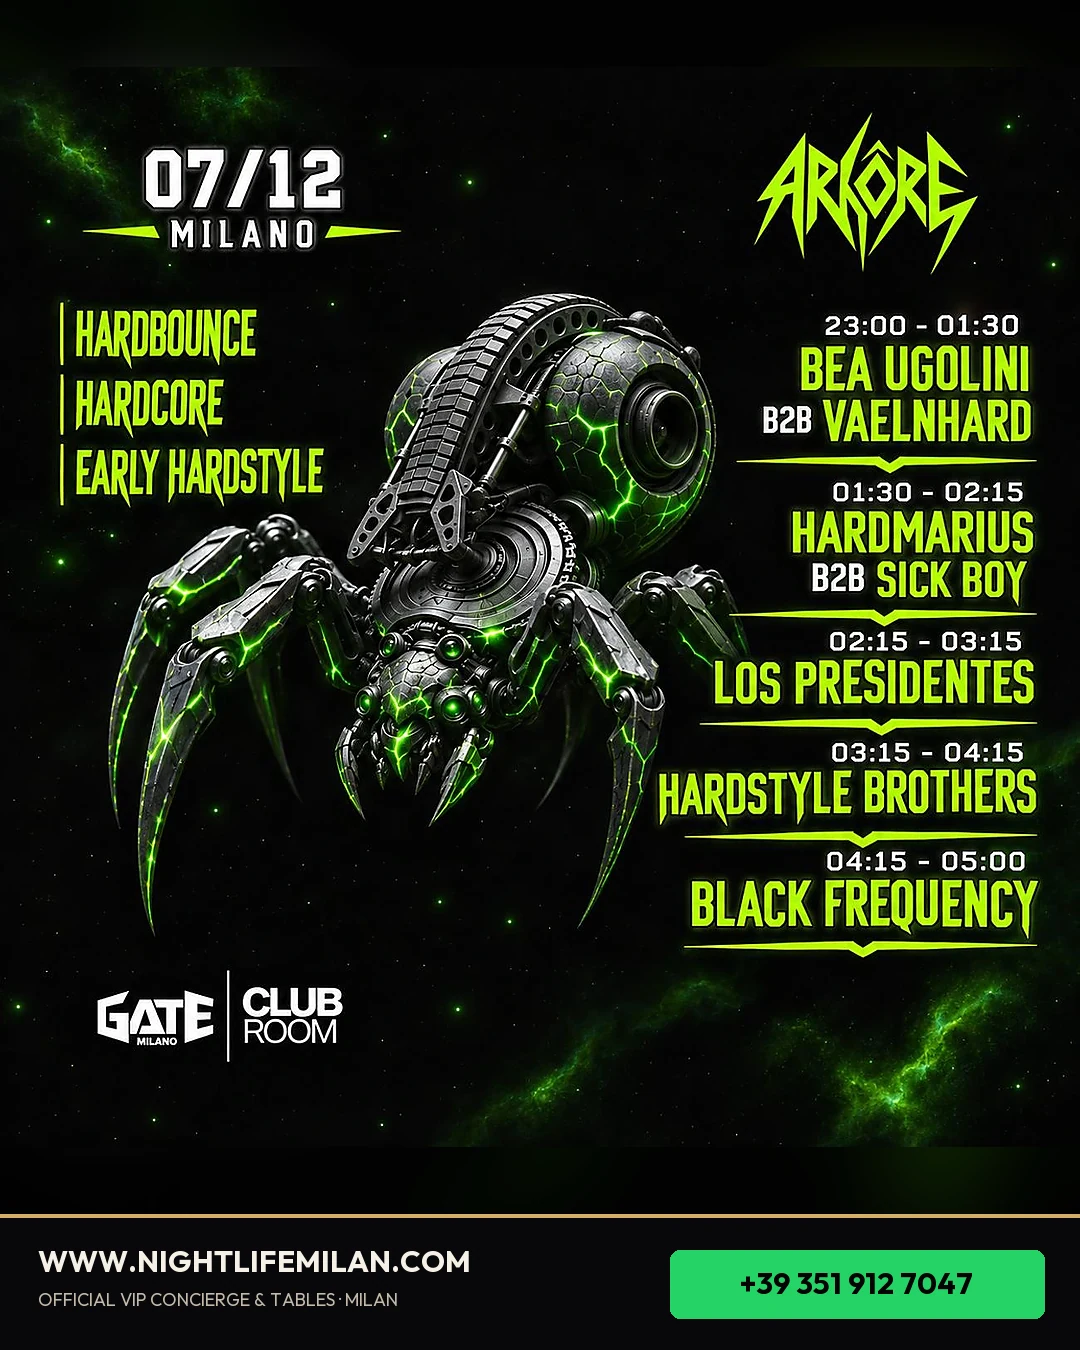 07/12
MILANO
ARKÔRE
HARDBOUNCE
HARDCORE
EARLY HARDSTYLE
23:00 - 01:30
BEA UGOLINI
B2B VAELNHARD
01:30 - 02:15
HARDMARIUS
B2B SICK BOY
02:15 - 03:15
LOS PRESIDENTES
03:15 - 04:15
HARDSTYLE BROTHERS
04:15 - 05:00
BLACK FREQUENCY
GATE
MILANO
CLUB
ROOM
WWW.NIGHTLIFEMILAN.COM
OFFICIAL VIP CONCIERGE & TABLES · MILAN
+39 351 912 7047